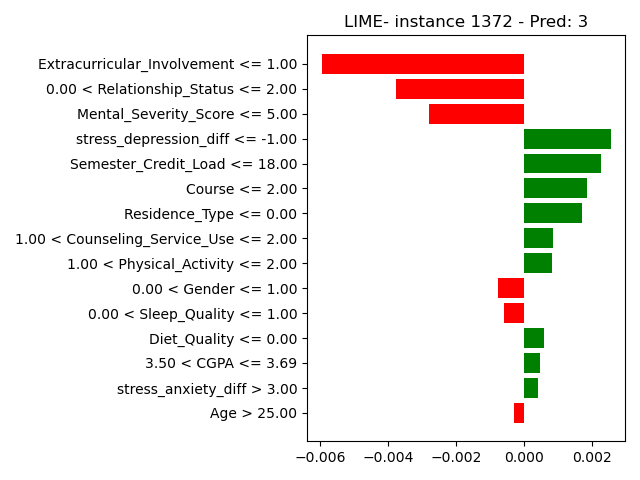 LIME- instance 1372 - Pred: 3
Extracurricular_Involvement <= 1.00
0.00 < Relationship_Status <= 2.00
Mental_Severity_Score <= 5.00
stress_depression_diff <= -1.00
Semester_Credit_Load <= 18.00
Course <= 2.00
Residence_Type <= 0.00
1.00 < Counseling_Service_Use <= 2.00
1.00 < Physical_Activity <= 2.00
0.00 < Gender <= 1.00
0.00 < Sleep_Quality <= 1.00
Diet_Quality <= 0.00
3.50 < CGPA <= 3.69
stress_anxiety_diff > 3.00
Age > 25.00
−0.006 −0.004 −0.002 0.000 0.002